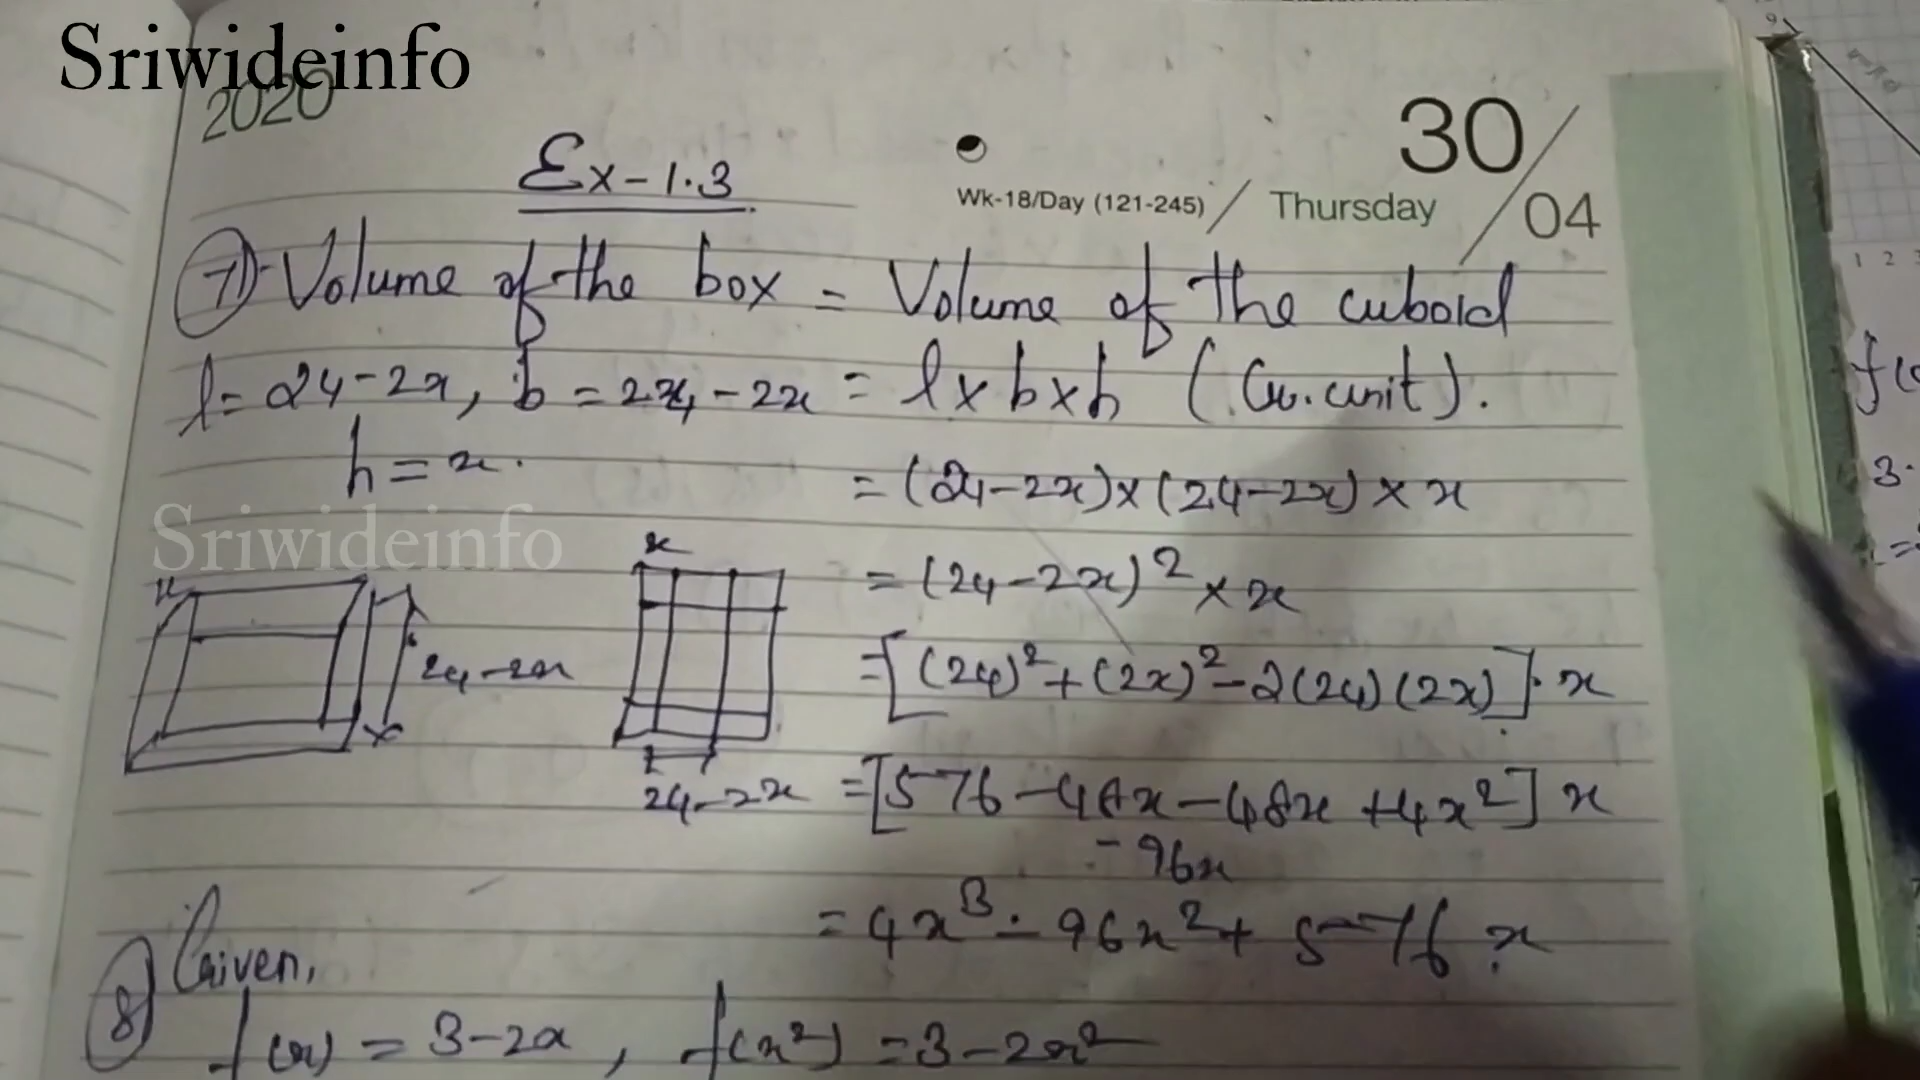 Sriwideinfo
2020
30/04
Wk-18/Day (121-245) / Thursday
Ex-1.3
7) Volume of the box = Volume of the cuboid
l = 24-2x, b = 24-2x = l×b×h (Cu.unit).
h = x.
= (24-2x)×(24-2x)×x
Sriwideinfo
= (24-2x)² × x
= [(24)²+(2x)²-2(24)(2x)]·x
x
x
24-2x
x
24-2x
= [576-48x-48x+4x²] x
-96x
= 4x³-96x²+576x
8) Given,
f(x) = 3-2x, f(x²) = 3-2x²